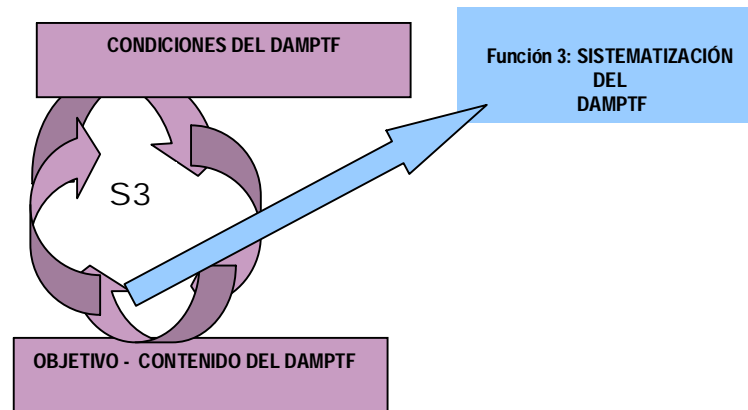 CONDICIONES DEL DAMPTF
Función 3: SISTEMATIZACIÓN
DEL
DAMPTF
S3
OBJETIVO - CONTENIDO DEL DAMPTF